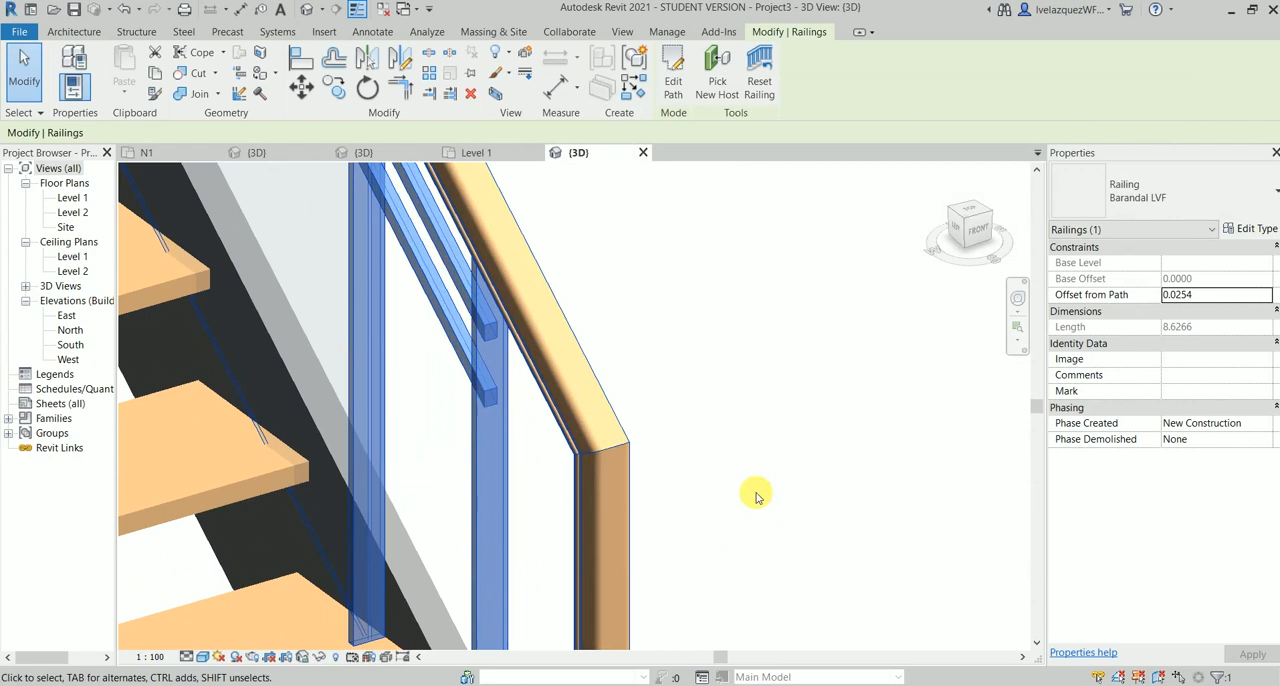 Autodesk Revit 2021 - STUDENT VERSION - Project3 - 3D View: {3D}
lvelazquezWF...
File Architecture Structure Steel Precast Systems Insert Annotate Analyze Massing & Site Collaborate View Manage Add-Ins Modify | Railings
Modify
Properties
Paste
Cope
Cut
Join
Edit Path
Pick New Host
Reset Railing
Select Properties Clipboard Geometry Modify View Measure Create Mode Tools
Modify | Railings
Project Browser - Pr...
N1
{3D}
{3D}
Level 1
{3D}
Properties
Views (all)
Floor Plans
Level 1
Level 2
Site
Ceiling Plans
Level 1
Level 2
3D Views
Elevations (Build
East
North
South
West
Legends
Schedules/Quant
Sheets (all)
Families
Groups
Revit Links
TOP
FRONT
Railing
Barandal LVF
Railings (1)
Edit Type
Constraints
Base Level
Base Offset 0.0000
Offset from Path 0.0254
Dimensions
Length 8.6266
Identity Data
Image
Comments
Mark
Phasing
Phase Created New Construction
Phase Demolished None
Properties help
Apply
1 : 100
Click to select, TAB for alternates, CTRL adds, SHIFT unselects.
:0
Main Model
:1